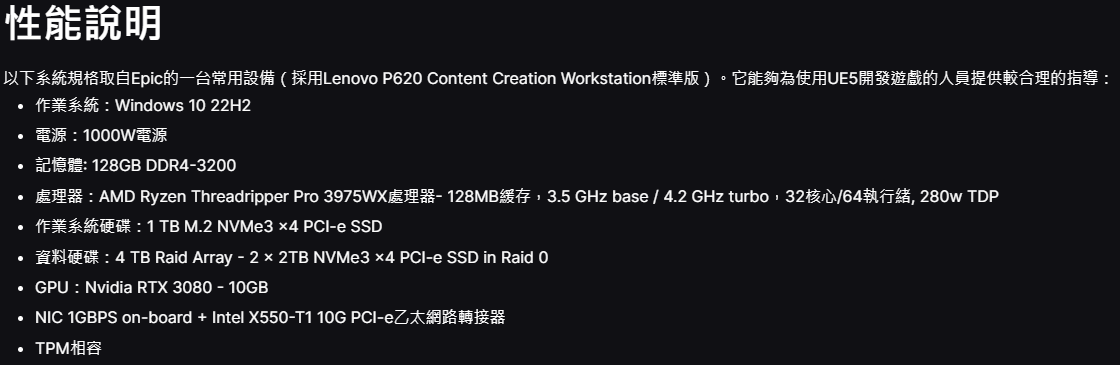 性能說明
以下系統規格取自Epic的一台常用設備（採用Lenovo P620 Content Creation Workstation標準版）。它能夠為使用UE5開發遊戲的人員提供較合理的指導：
• 作業系統：Windows 10 22H2
• 電源：1000W電源
• 記憶體: 128GB DDR4-3200
• 處理器：AMD Ryzen Threadripper Pro 3975WX處理器- 128MB緩存，3.5 GHz base / 4.2 GHz turbo，32核心/64執行緒, 280w TDP
• 作業系統硬碟：1 TB M.2 NVMe3 ×4 PCI-e SSD
• 資料硬碟：4 TB Raid Array - 2 × 2TB NVMe3 ×4 PCI-e SSD in Raid 0
• GPU：Nvidia RTX 3080 - 10GB
• NIC 1GBPS on-board + Intel X550-T1 10G PCI-e乙太網路轉接器
• TPM相容